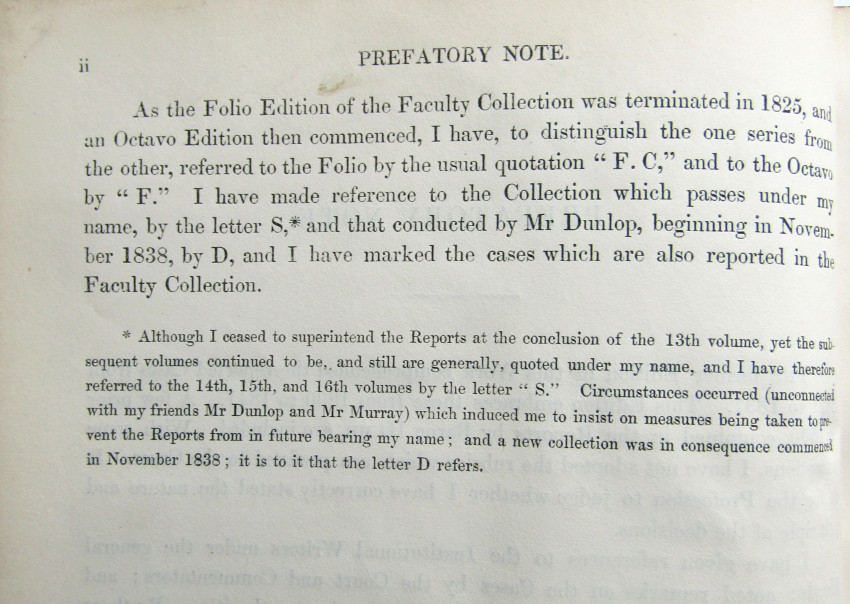 ii
PREFATORY NOTE.
As the Folio Edition of the Faculty Collection was terminated in 1825, and
an Octavo Edition then commenced, I have, to distinguish the one series from
the other, referred to the Folio by the usual quotation “ F. C,” and to the Octavo
by “ F.” I have made reference to the Collection which passes under my
name, by the letter S,* and that conducted by Mr Dunlop, beginning in Novem-
ber 1838, by D, and I have marked the cases which are also reported in the
Faculty Collection.
* Although I ceased to superintend the Reports at the conclusion of the 13th volume, yet the sub-
sequent volumes continued to be, and still are generally, quoted under my name, and I have therefore
referred to the 14th, 15th, and 16th volumes by the letter “ S.” Circumstances occurred (unconnected
with my friends Mr Dunlop and Mr Murray) which induced me to insist on measures being taken to pre-
vent the Reports from in future bearing my name ; and a new collection was in consequence commenced
in November 1838 ; it is to it that the letter D refers.